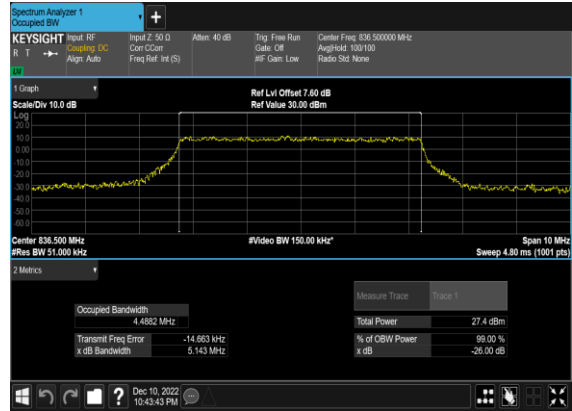 Spectrum Analyzer 1
Occupied BW
KEYSIGHT
R T
Input: RF
Coupling: DC
Align: Auto
Input Z: 50 Ω
Corr CCorr
Freq Ref: Int (S)
Atten: 40 dB
Trig: Free Run
Gate: Off
#IF Gain: Low
Center Freq: 836.500000 MHz
Avg|Hold: 100/100
Radio Std: None
1 Graph
Scale/Div 10.0 dB
Ref Lvl Offset 7.60 dB
Ref Value 30.00 dBm
Log
20.0
10.0
0.00
-10.0
-20.0
-30.0
-40.0
-50.0
-60.0
Center 836.500 MHz
#Res BW 51.000 kHz
#Video BW 150.00 kHz*
Span 10 MHz
Sweep 4.80 ms (1001 pts)
2 Metrics
Measure Trace
Trace 1
Occupied Bandwidth
4.4882 MHz
Total Power
27.4 dBm
Transmit Freq Error
-14.663 kHz
% of OBW Power
99.00 %
x dB Bandwidth
5.143 MHz
x dB
-26.00 dB
Dec 10, 2022
10:43:43 PM